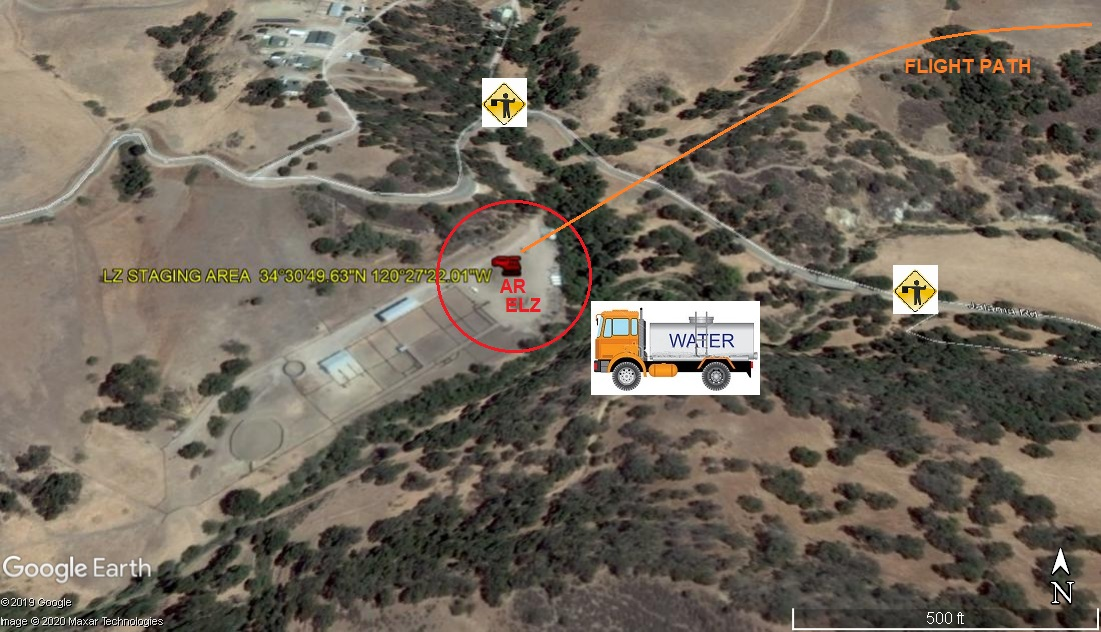 FLIGHT PATH
LZ STAGING AREA 34°30'49.63"N 120°27'22.01"W
AR
ELZ
WATER
Google Earth
N
©2019 Google
Image © 2020 Maxar Technologies
500 ft